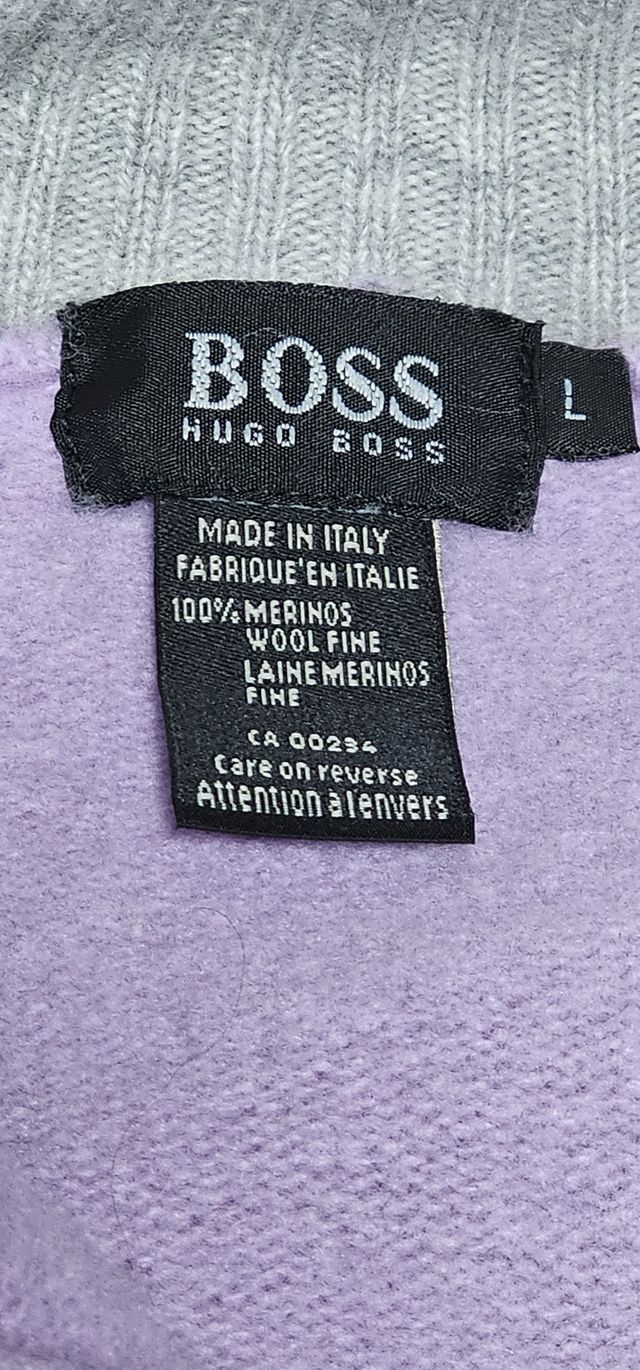 BOSS
HUGO BOSS
L
MADE IN ITALY
FABRIQUE'EN ITALIE
100% MERINOS
WOOL FINE
LAINE MERINOS
FINE
CA 00234
Care on reverse
Attention à l'envers